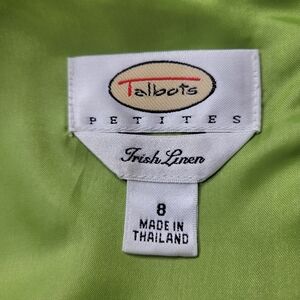 Talbots
PETITES
Irish Linen
8
MADE IN
THAILAND